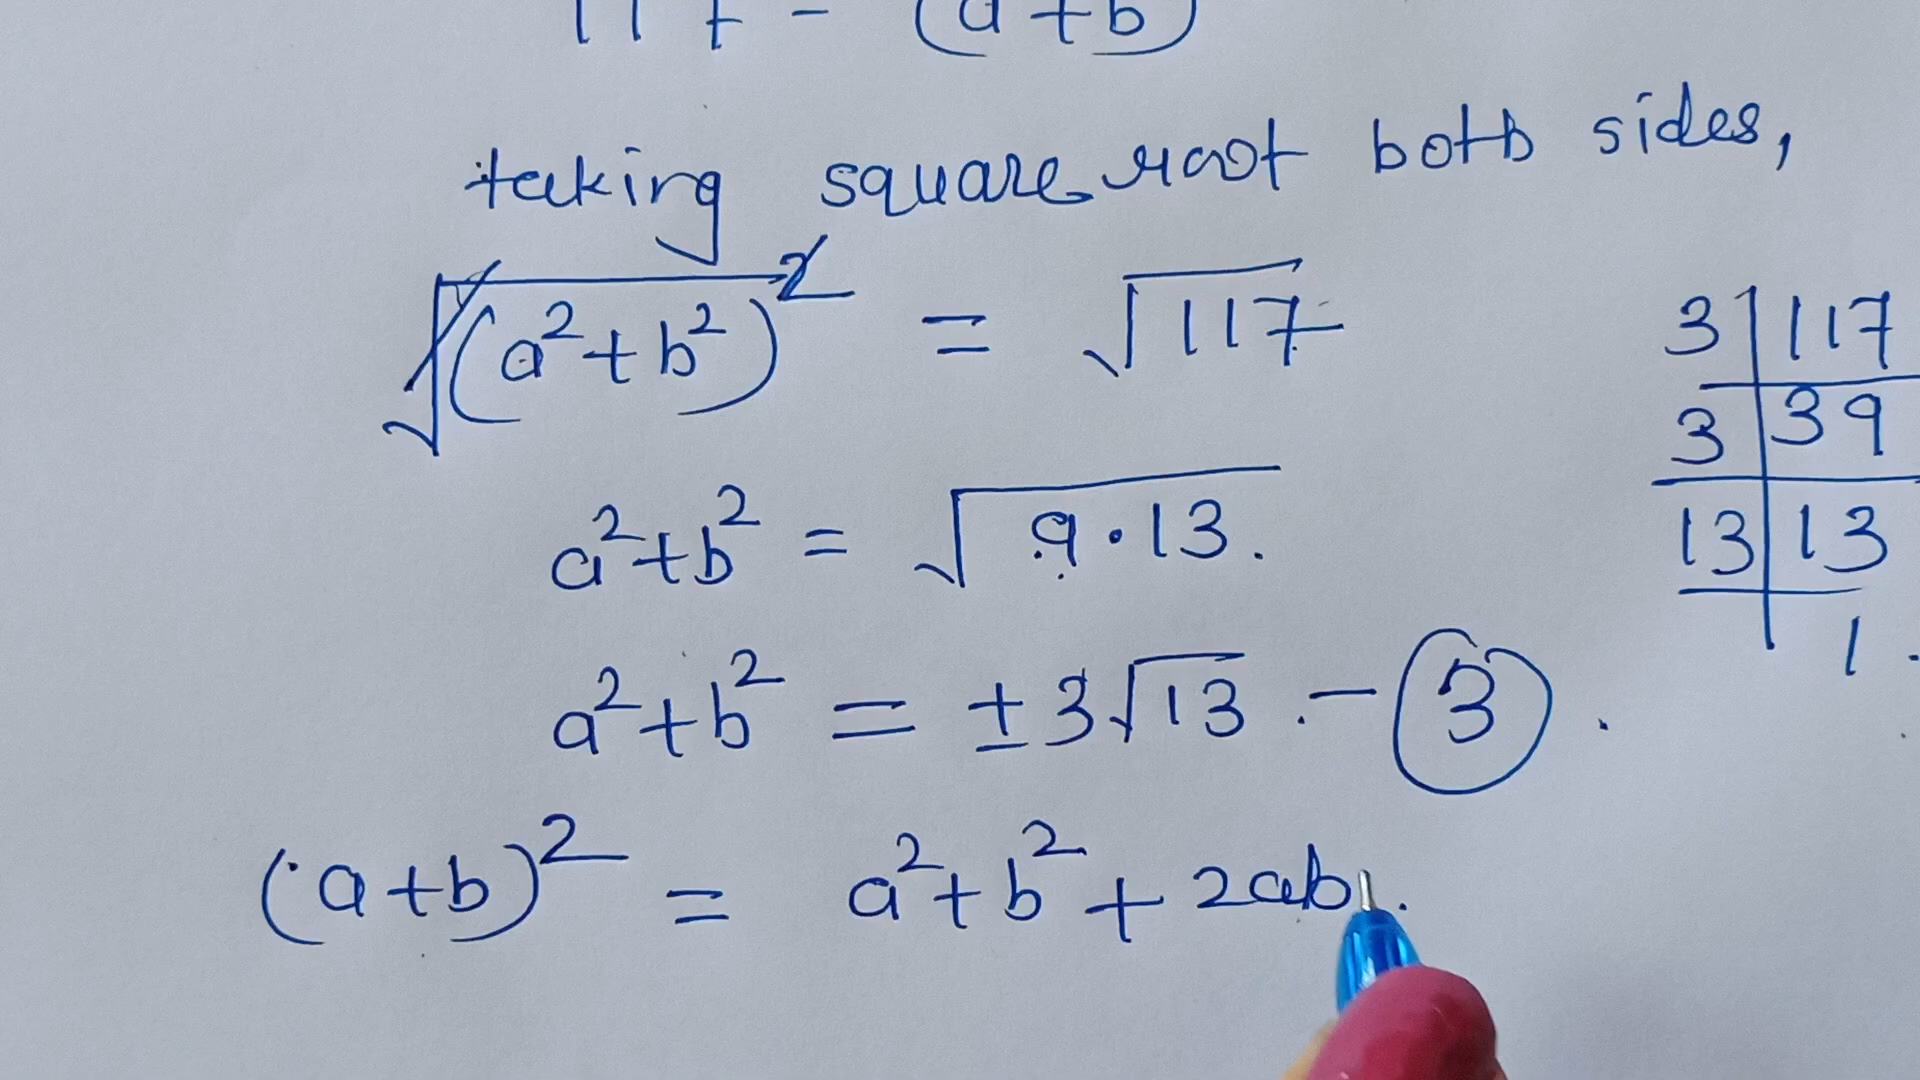 117 = (a+b)
taking square root both sides,
√(a²+b²)² = √117
a²+b² = √9·13.
a²+b² = ±3√13. - ③.
(a+b)² = a²+b²+2ab.
3 | 117
3 | 39
13 | 13
1.